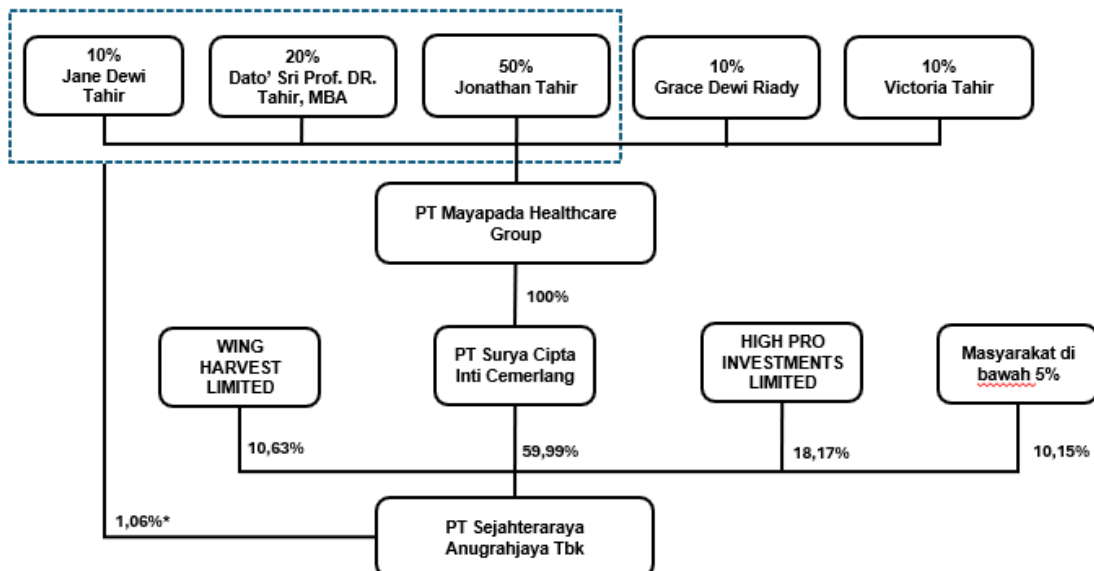 10%
Jane Dewi
Tahir
20%
Dato' Sri Prof. DR.
Tahir, MBA
50%
Jonathan Tahir
10%
Grace Dewi Riady
10%
Victoria Tahir
PT Mayapada Healthcare
Group
100%
WING
HARVEST
LIMITED
PT Surya Cipta
Inti Cemerlang
HIGH PRO
INVESTMENTS
LIMITED
Masyarakat di
bawah 5%
10,63%
59,99%
18,17%
10,15%
1,06%*
PT Sejahteraraya
Anugrahjaya Tbk